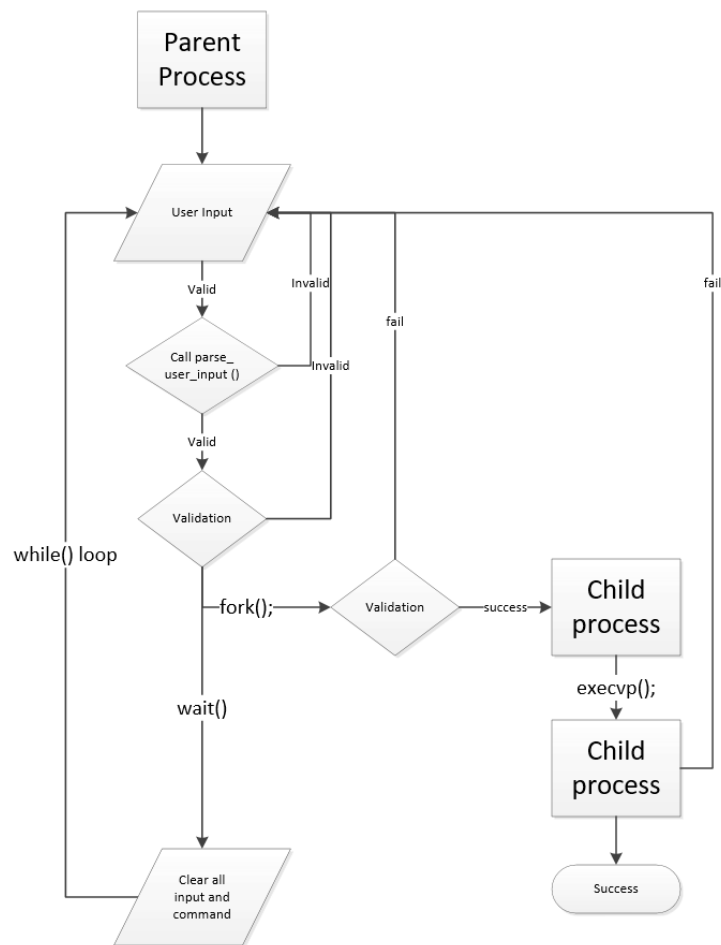 Parent
Process
User Input
Valid
Invalid
fail
fail
Call parse_
user_input ()
Invalid
Valid
Validation
while() loop
fork();
Validation
success
Child
process
execvp();
wait()
Child
process
Clear all
input and
command
Success